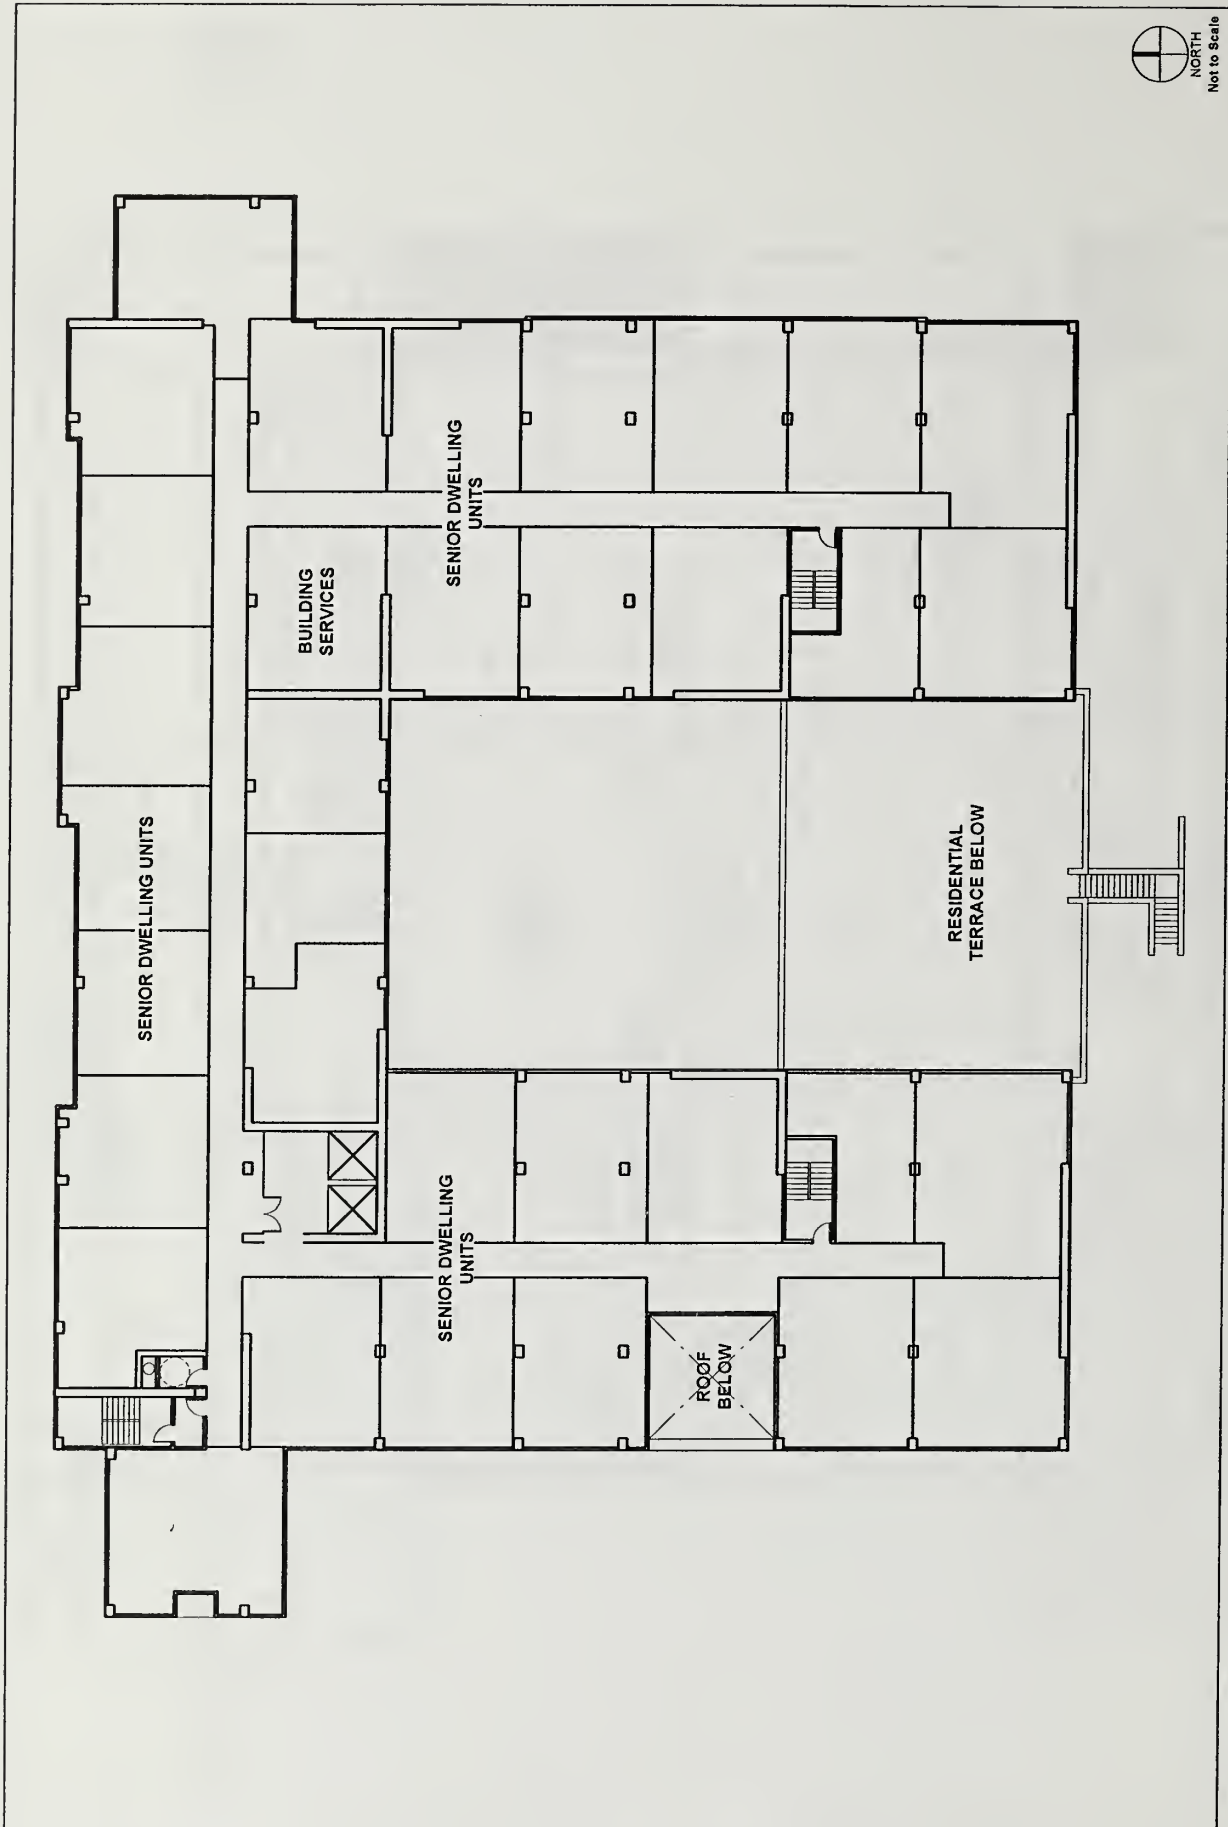 NORTH
Not to Scale
SENIOR DWELLING UNITS
BUILDING
SERVICES
SENIOR DWELLING
UNITS
SENIOR DWELLING
UNITS
ROOF
BELOW
RESIDENTIAL
TERRACE BELOW